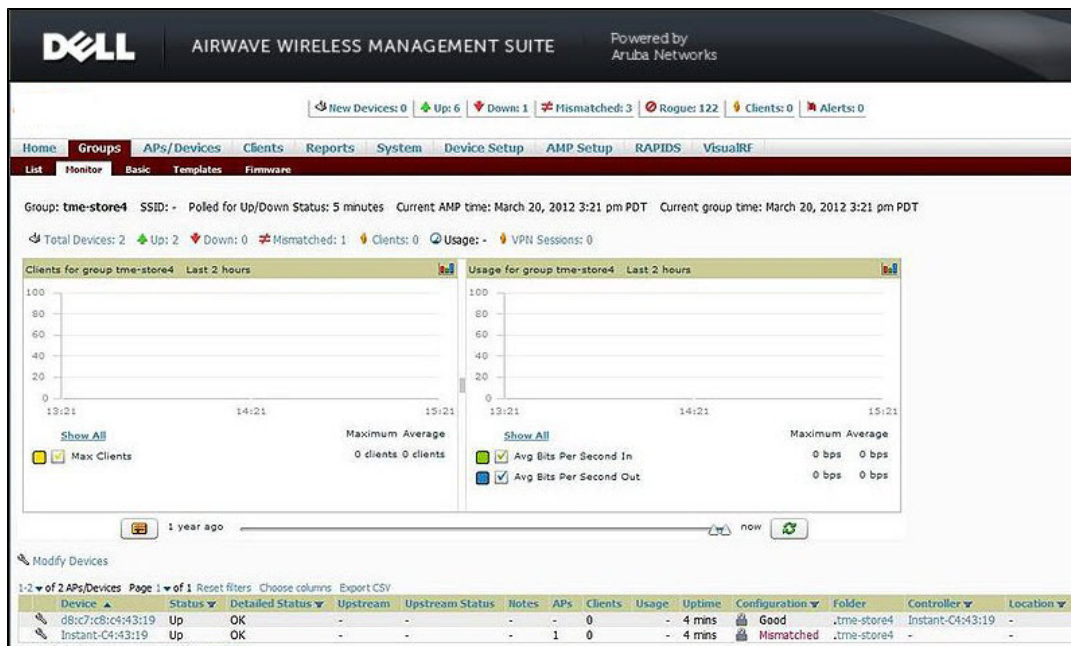 DELL AIRWAVE WIRELESS MANAGEMENT SUITE Powered by
Aruba Networks
New Devices: 0 Up: 6 Down: 1 Mismatched: 3 Rogue: 122 Clients: 0 Alerts: 0
Home Groups APs/Devices Clients Reports System Device Setup AMP Setup RAPIDS VisualRF
List Monitor Basic Templates Firmware
Group: tme-store4 SSID: - Polled for Up/Down Status: 5 minutes Current AMP time: March 20, 2012 3:21 pm PDT Current group time: March 20, 2012 3:21 pm PDT
Total Devices: 2 Up: 2 Down: 0 Mismatched: 1 Clients: 0 Usage: - VPN Sessions: 0
Clients for group tme-store4 Last 2 hours
100
80
60
40
20
0
13:21 14:21 15:21
Show All Maximum Average
Max Clients 0 clients 0 clients
Usage for group tme-store4 Last 2 hours
100
80
60
40
20
0
13:21 14:21 15:21
Show All Maximum Average
Avg Bits Per Second In 0 bps 0 bps
Avg Bits Per Second Out 0 bps 0 bps
1 year ago now
Modify Devices
1-2 of 2 APs/Devices Page 1 of 1 Reset filters Choose columns Export CSV
Device Status Detailed Status Upstream Upstream Status Notes APs Clients Usage Uptime Configuration Folder Controller Location
d8:c7:c8:c4:43:19 Up OK - - - - 0 - 4 mins Good .tme-store4 Instant-C4:43:19 -
Instant-C4:43:19 Up OK - - - 1 0 - 4 mins Mismatched .tme-store4 - -